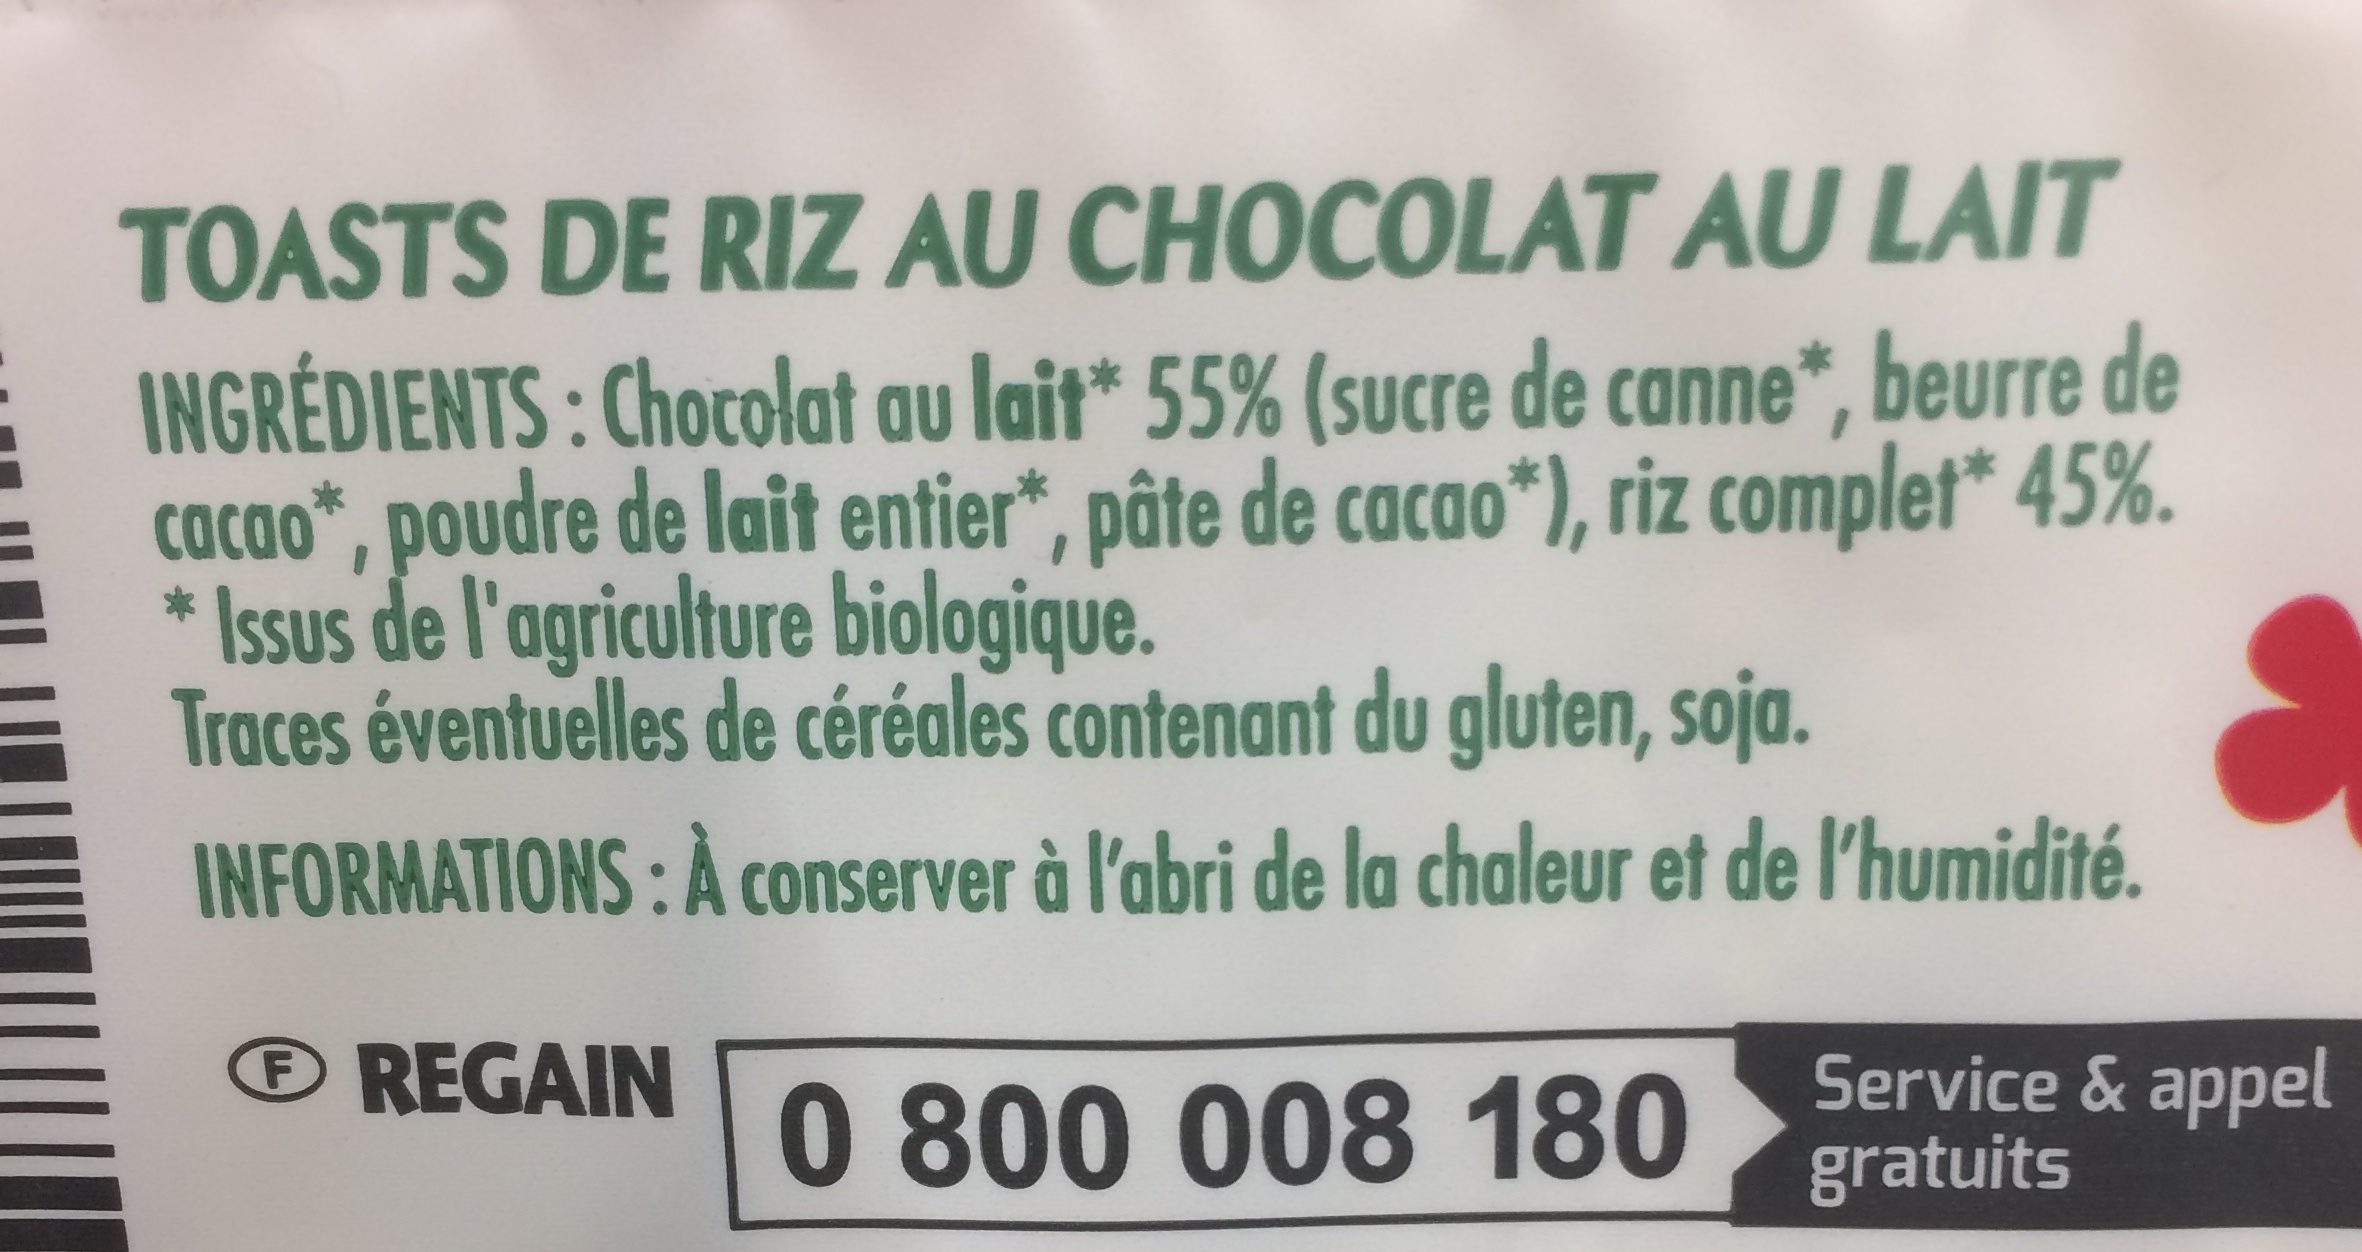 TOASTS DE RIZ AU CHOCOLAT AU LAIT
INGRÉDIENTS : Chocolat au lait* 55% (sucre de canne*, beurre de
cacao*, poudre de lait entier*, pâte de cacao*), riz complet* 45%.
* Issus de l'agriculture biologique.
Traces éventuelles de céréales contenant du gluten, soja.
INFORMATIONS : À conserver à l'abri de la chaleur et de l'humidité.
F REGAIN 0 800 008 180 Service & appel
gratuits